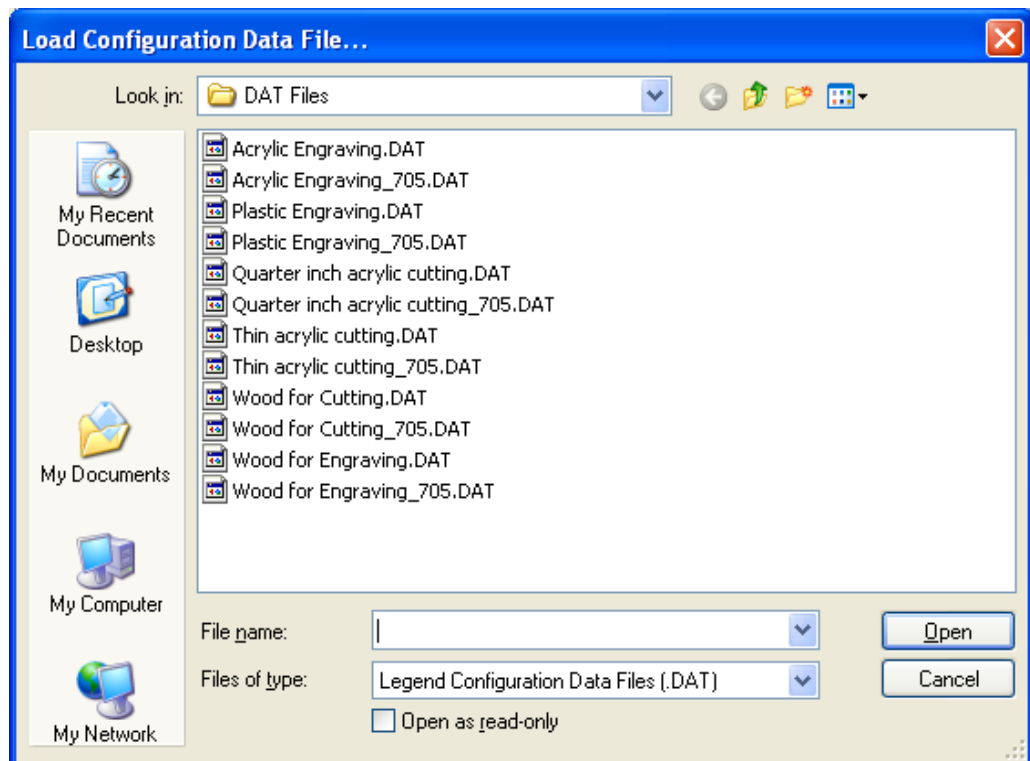 Load Configuration Data File...
Look in:
DAT Files
My Recent
Documents
Desktop
My Documents
My Computer
My Network
Acrylic Engraving.DAT
Acrylic Engraving_705.DAT
Plastic Engraving.DAT
Plastic Engraving_705.DAT
Quarter inch acrylic cutting.DAT
Quarter inch acrylic cutting_705.DAT
Thin acrylic cutting.DAT
Thin acrylic cutting_705.DAT
Wood for Cutting.DAT
Wood for Cutting_705.DAT
Wood for Engraving.DAT
Wood for Engraving_705.DAT
File name:
Open
Files of type:
Legend Configuration Data Files (.DAT)
Cancel
Open as read-only